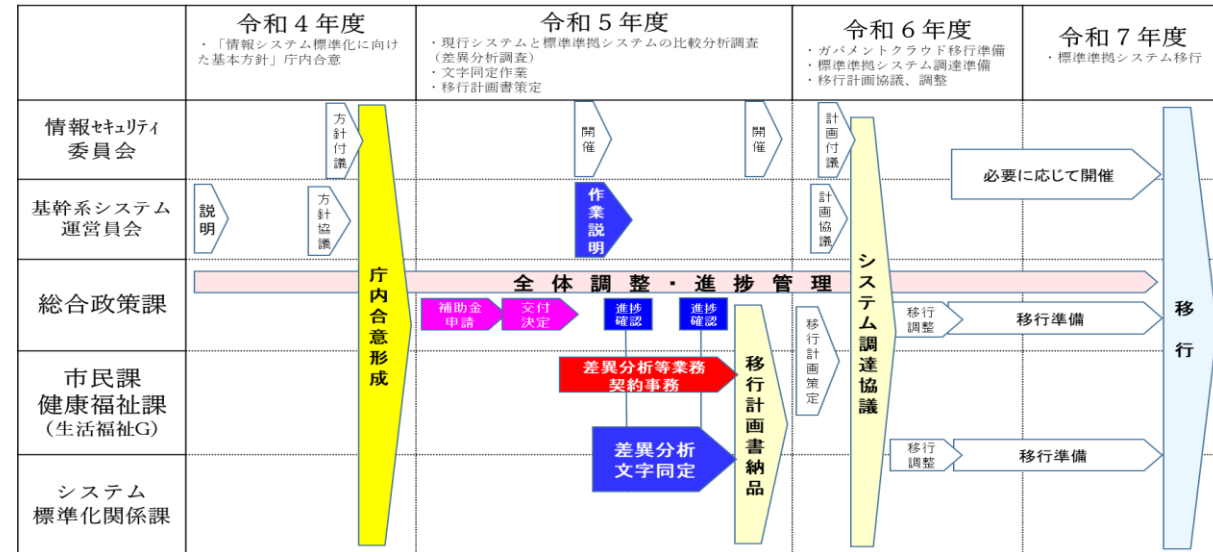 令和４年度
・「情報システム標準化に向け
た基本方針」庁内合意
令和５年度
・現行システムと標準準拠システムの比較分析調査
（差異分析調査）
・文字同定作業
・移行計画書策定
令和６年度
・ガバメントクラウド移行準備
・標準準拠システム調達準備
・移行計画協議、調整
令和７年度
・標準準拠システム移行
情報ｾｷｭﾘﾃｨ
委員会
方針付議
開催
開催
計画付議
必要に応じて開催
基幹系システム
運営員会
説明
方針協議
作業説明
計画協議
総合政策課
全体調整・進捗管理
補助金
申請
交付
決定
進捗
確認
進捗
確認
移行計画策定
移行
調整
移行準備
庁内合意形成
システム調達協議
移行
市民課
健康福祉課
（生活福祉G）
差異分析等業務
契約事務
移行計画書納品
差異分析
文字同定
移行
調整
移行準備
システム
標準化関係課